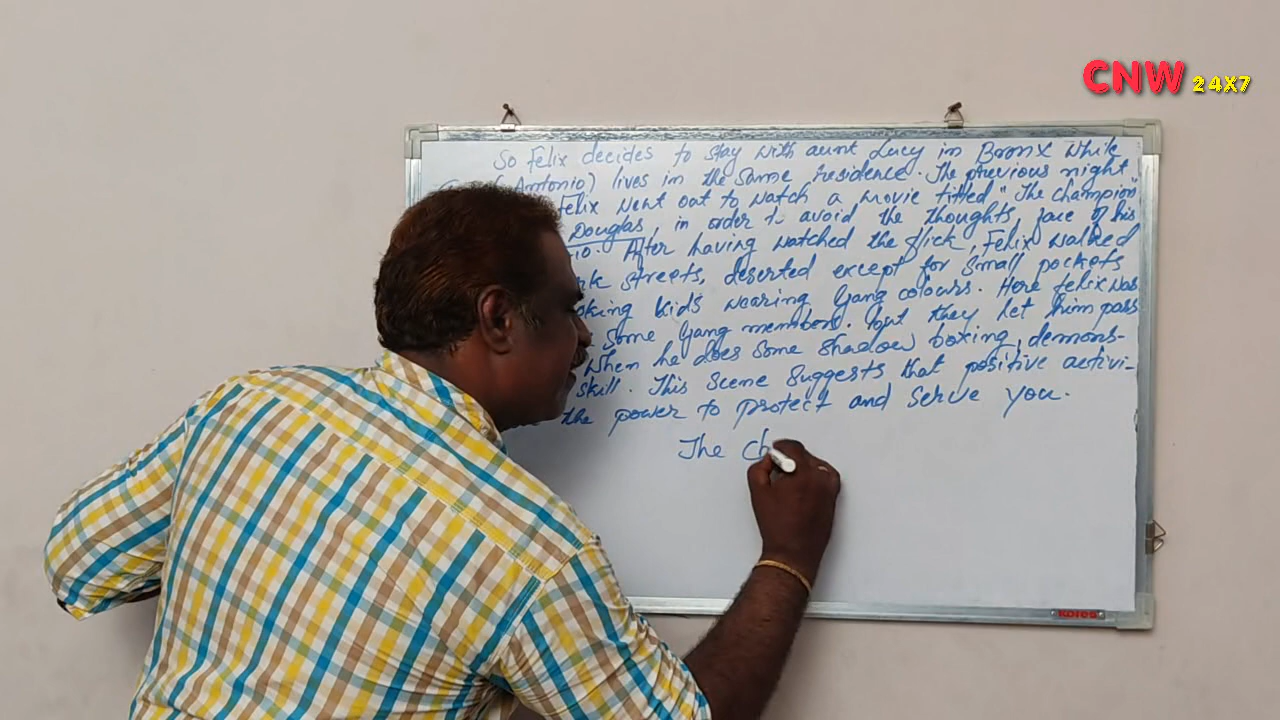 CNW 24X7
So Felix decides to stay with aunt Lucy in Bronx while
Antonio) lives in the same residence. The previous night
Felix went out to watch a movie titled "The Champion"
Douglas, in order to avoid the thoughts, face of his
io. After having watched the flick, Felix walked
rk streets, deserted except for small pockets
oking kids wearing Gang colours. Here Felix was
Some Gang members. but they let him pass
When he does some shadow boxing, demons-
skill. This scene suggests that positive activi-
the power to protect and serve you.
The Ch
Kores